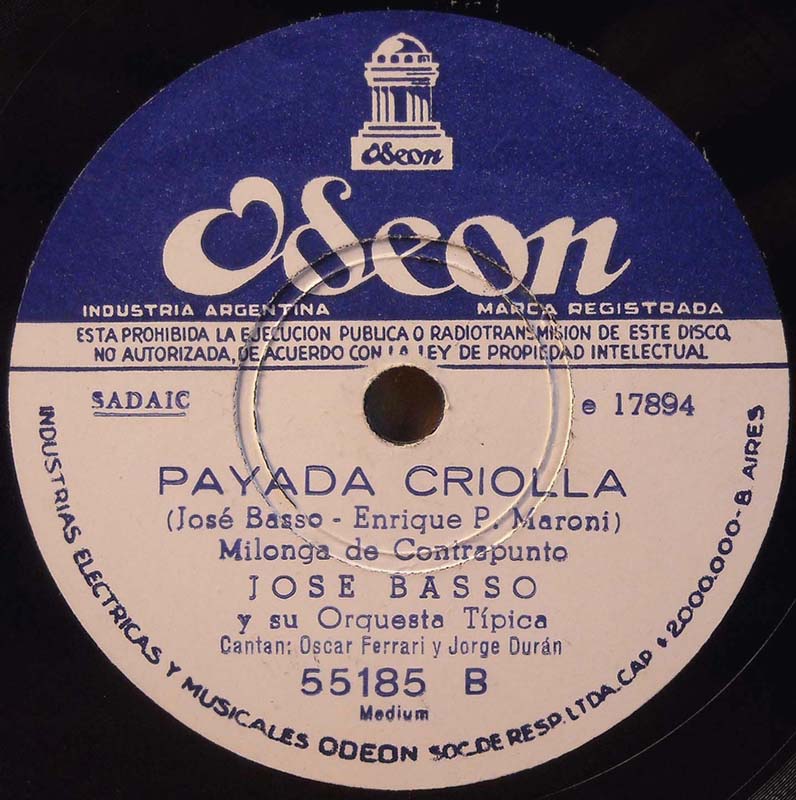 Odeon
Odeon
INDUSTRIA ARGENTINA MARCA REGISTRADA
ESTA PROHIBIDA LA EJECUCION PUBLICA O RADIOTRANSMISION DE ESTE DISCO,
NO AUTORIZADA, DE ACUERDO CON LA LEY DE PROPIEDAD INTELECTUAL
SADAIC e 17894
PAYADA CRIOLLA
(José Basso - Enrique P. Maroni)
Milonga de Contrapunto
JOSE BASSO
y su Orquesta Típica
Cantan: Oscar Ferrari y Jorge Durán
55185 B
Medium
INDUSTRIAS ELECTRICAS Y MUSICALES ODEON SOC. DE RESP. LTDA. CAP. $ 2.000.000 - B. AIRES